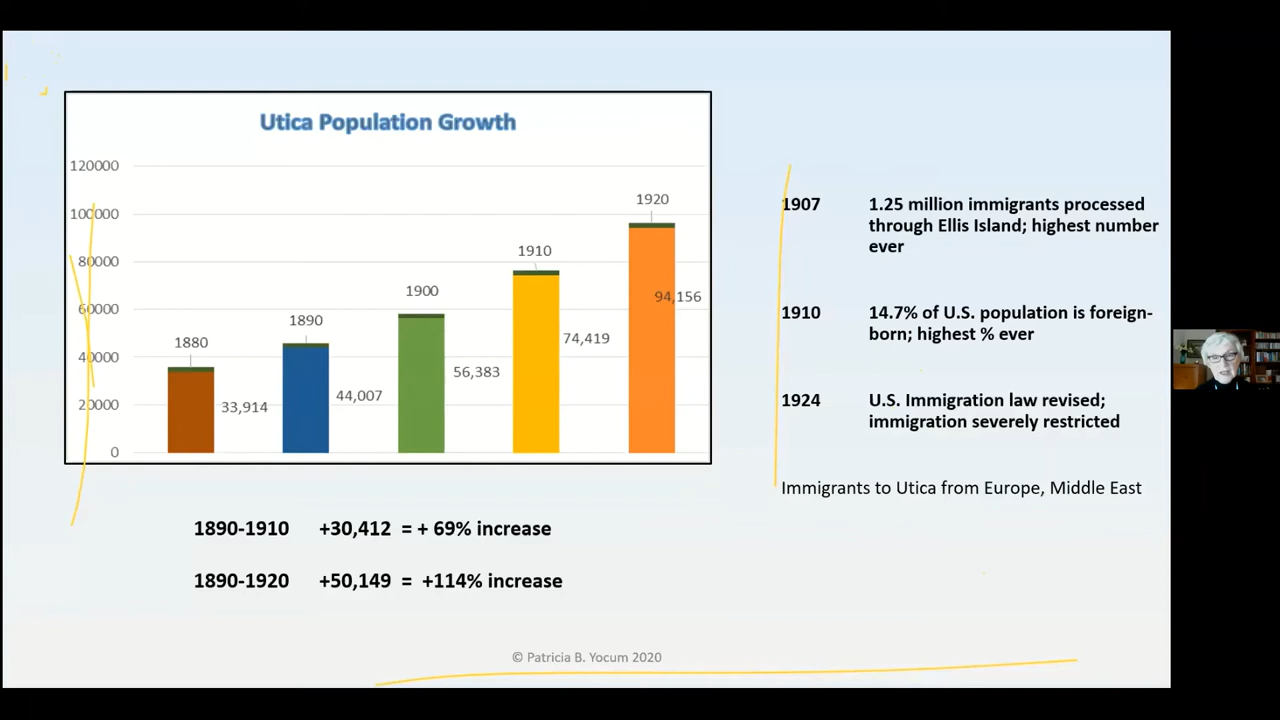 Utica Population Growth
120000
100000
80000
60000
40000
20000
0
1880
1890
1900
1910
1920
33,914
44,007
56,383
74,419
94,156
1890-1910 +30,412 = + 69% increase
1890-1920 +50,149 = +114% increase
1907 1.25 million immigrants processed
through Ellis Island; highest number
ever
1910 14.7% of U.S. population is foreign-
born; highest % ever
1924 U.S. Immigration law revised;
immigration severely restricted
Immigrants to Utica from Europe, Middle East
© Patricia B. Yocum 2020